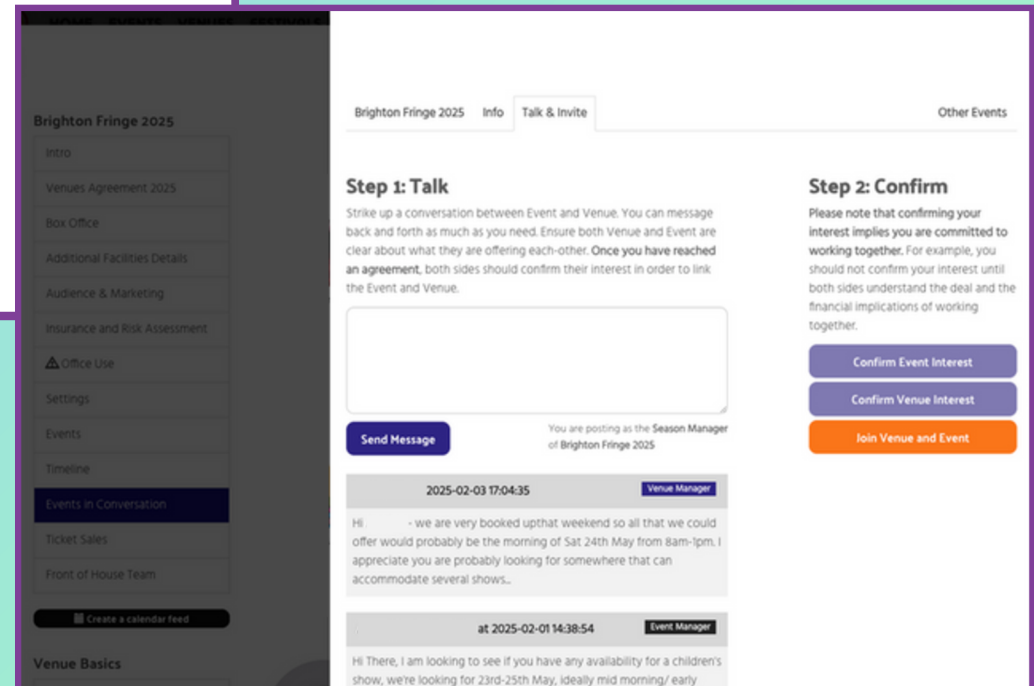 HOME EVENTS VENUES FESTIVALS
Brighton Fringe 2025
Intro
Venues Agreement 2025
Box Office
Additional Facilities Details
Audience & Marketing
Insurance and Risk Assessment
Office Use
Settings
Events
Timeline
Events in Conversation
Ticket Sales
Front of House Team
Create a calendar feed
Venue Basics
Brighton Fringe 2025 Info Talk & Invite Other Events
Step 1: Talk
Strike up a conversation between Event and Venue. You can message
back and forth as much as you need. Ensure both Venue and Event are
clear about what they are offering each-other. Once you have reached
an agreement, both sides should confirm their interest in order to link
the Event and Venue.
Send Message
You are posting as the Season Manager
of Brighton Fringe 2025
2025-02-03 17:04:35 Venue Manager
Hi - we are very booked upthat weekend so all that we could
offer would probably be the morning of Sat 24th May from 8am-1pm. I
appreciate you are probably looking for somewhere that can
accommodate several shows...
at 2025-02-01 14:38:54 Event Manager
Hi There, I am looking to see if you have any availability for a children's
show, we're looking for 23rd-25th May, ideally mid morning/ early
Step 2: Confirm
Please note that confirming your
interest implies you are committed to
working together. For example, you
should not confirm your interest until
both sides understand the deal and the
financial implications of working
together.
Confirm Event Interest
Confirm Venue Interest
Join Venue and Event